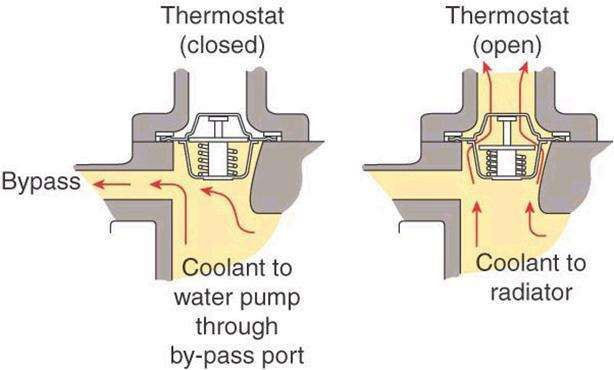 Thermostat
(closed)
Thermostat
(open)
Bypass
Coolant to
water pump
through
by-pass port
Coolant to
radiator